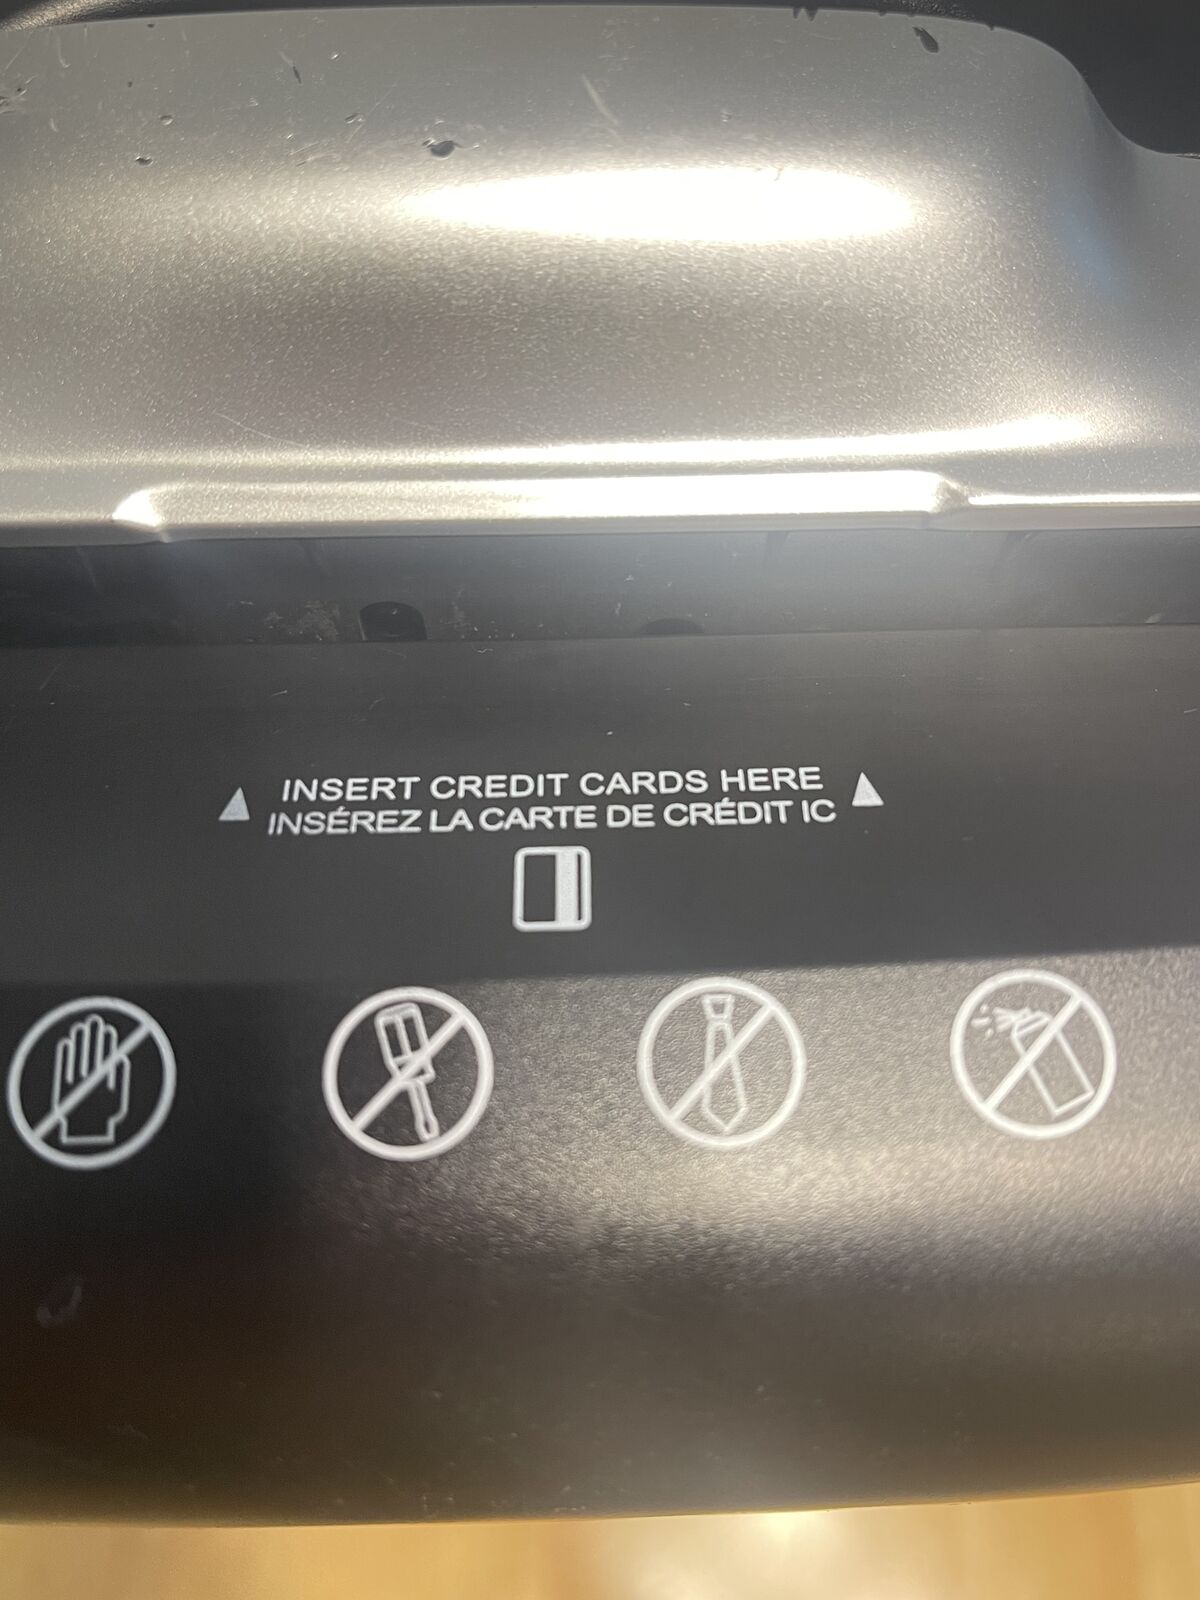 INSERT CREDIT CARDS HERE
INSÉREZ LA CARTE DE CRÉDIT IC